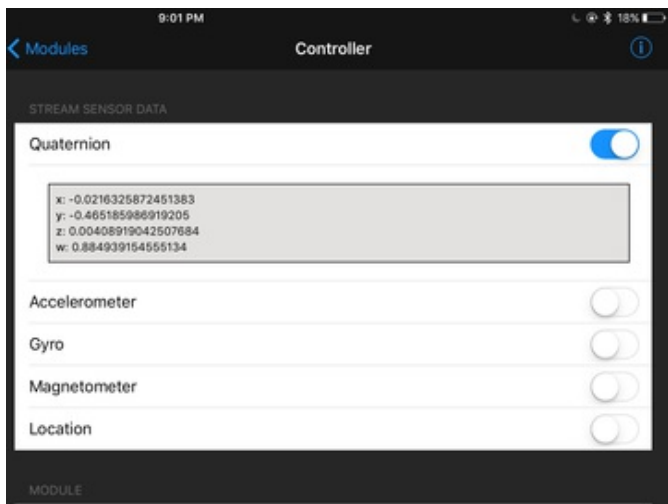 9:01 PM
18%
Modules
Controller
STREAM SENSOR DATA
Quaternion
x: -0.0216325872451383
y: -0.465185986919205
z: 0.00408919042507684
w: 0.884939154555134
Accelerometer
Gyro
Magnetometer
Location
MODULE